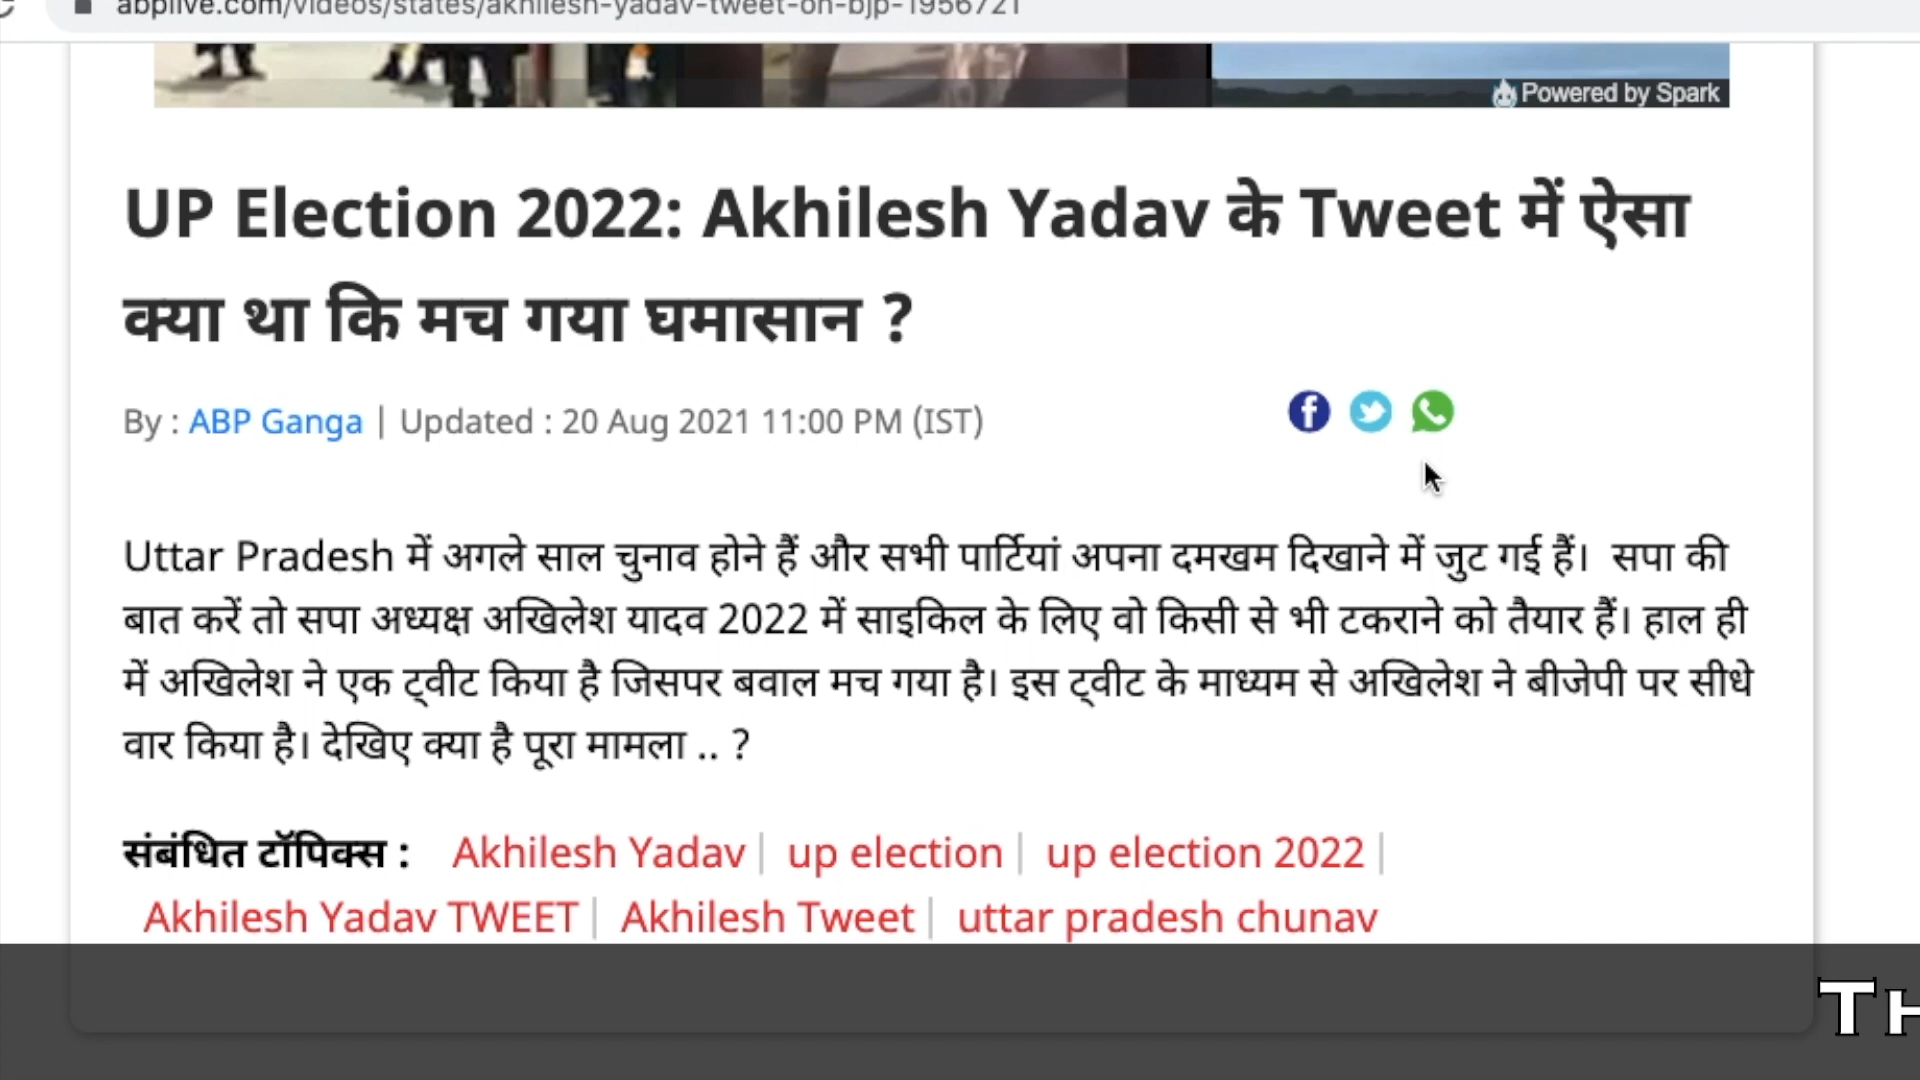 abplive.com/videos/states/akhilesh-yadav-tweet-on-bjp-1956721
Powered by Spark
UP Election 2022: Akhilesh Yadav के Tweet में ऐसा
क्या था कि मच गया घमासान ?
By : ABP Ganga | Updated : 20 Aug 2021 11:00 PM (IST)
Uttar Pradesh में अगले साल चुनाव होने हैं और सभी पार्टियां अपना दमखम दिखाने में जुट गई हैं। सपा की
बात करें तो सपा अध्यक्ष अखिलेश यादव 2022 में साइकिल के लिए वो किसी से भी टकराने को तैयार हैं। हाल ही
में अखिलेश ने एक ट्वीट किया है जिसपर बवाल मच गया है। इस ट्वीट के माध्यम से अखिलेश ने बीजेपी पर सीधे
वार किया है। देखिए क्या है पूरा मामला .. ?
संबंधित टॉपिक्स : Akhilesh Yadav | up election | up election 2022 |
Akhilesh Yadav TWEET | Akhilesh Tweet | uttar pradesh chunav